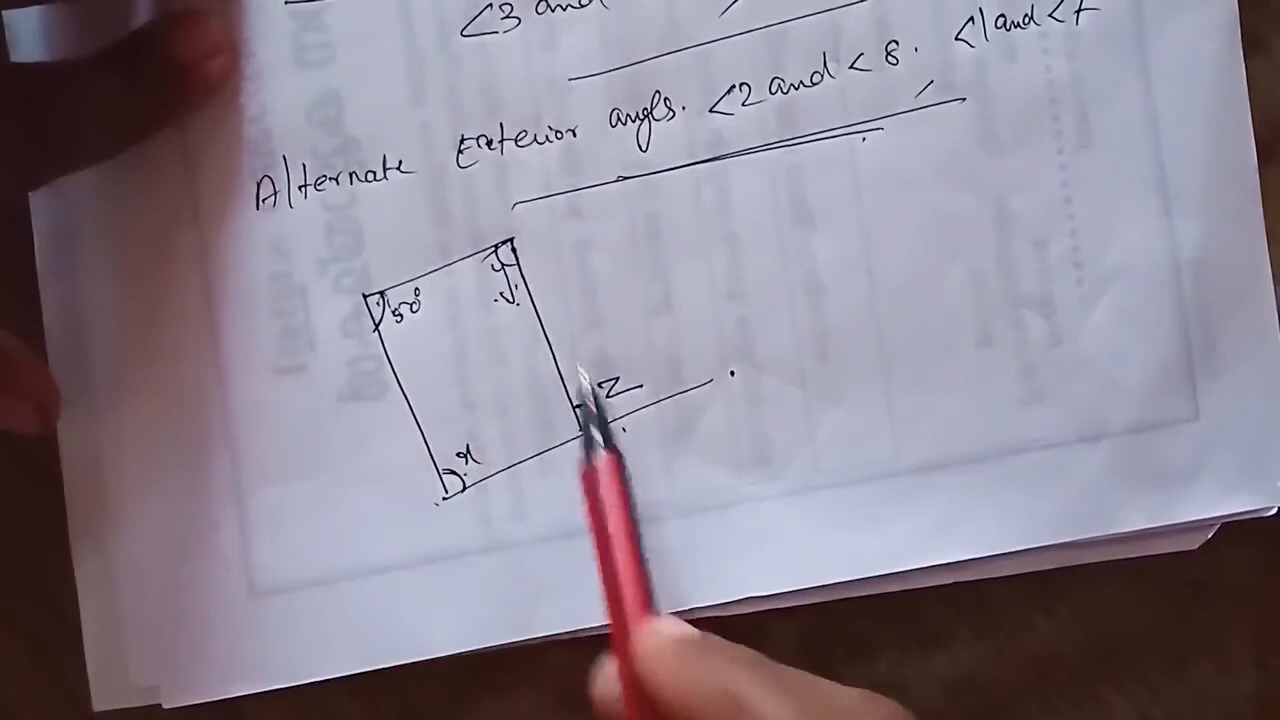 <3 and
Alternate Exterior angls. <2 and < 8. <1 and < 7
50° y
x z